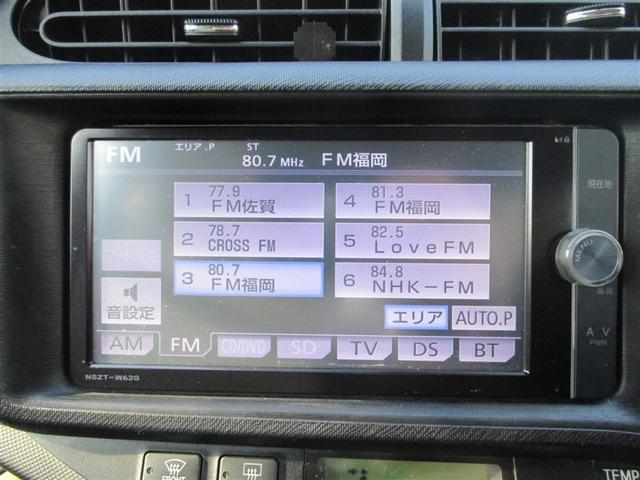 FM
エリア.P
ST
80.7 MHz
FM福岡
1 77.9 FM佐賀
4 81.3 FM福岡
2 78.7 CROSS FM
5 82.5 LoveFM
3 80.7 FM福岡
6 84.8 NHK-FM
音設定
エリア
AUTO.P
AM
FM
CD/DVD
SD
TV
DS
BT
NSZT-W62G
現在地
MENU
画質
A V
PWR
FRONT
TEMP